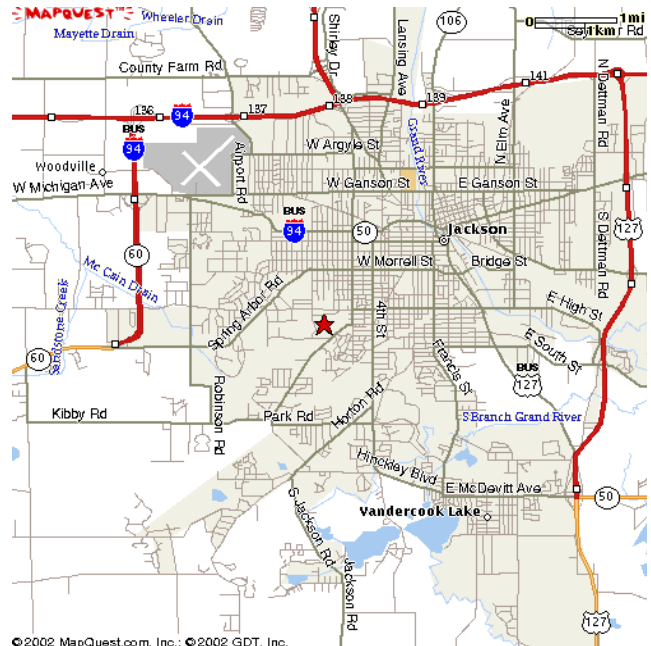 MAPQUEST
Wheeler Drain
Mayette Drain
Shirley Dr
Lansing Ave
106
0 1mi
1km
County Farm Rd
N Dettman Rd
136
94
137
138
139
141
BUS
94
Woodville
W Michigan Ave
Airport Rd
W Argyle St
Grand River
N Elm Ave
W Ganson St
E Ganson St
BUS
94
50
Jackson
127
S Dettman Rd
60
W Morrell St
Bridge St
Mc Cain Drain
Sandstone Creek
Spring Arbor Rd
4th St
E High St
E South St
60
Francis St
BUS
127
Robinson Rd
Kibby Rd
Park Rd
Horton Rd
S Branch Grand River
Hinckley Blvd
E McDevitt Ave
50
S Jackson Rd
Vandercook Lake
Jackson Rd
127
©2002 MapQuest.com, Inc.; ©2002 GDT, Inc.